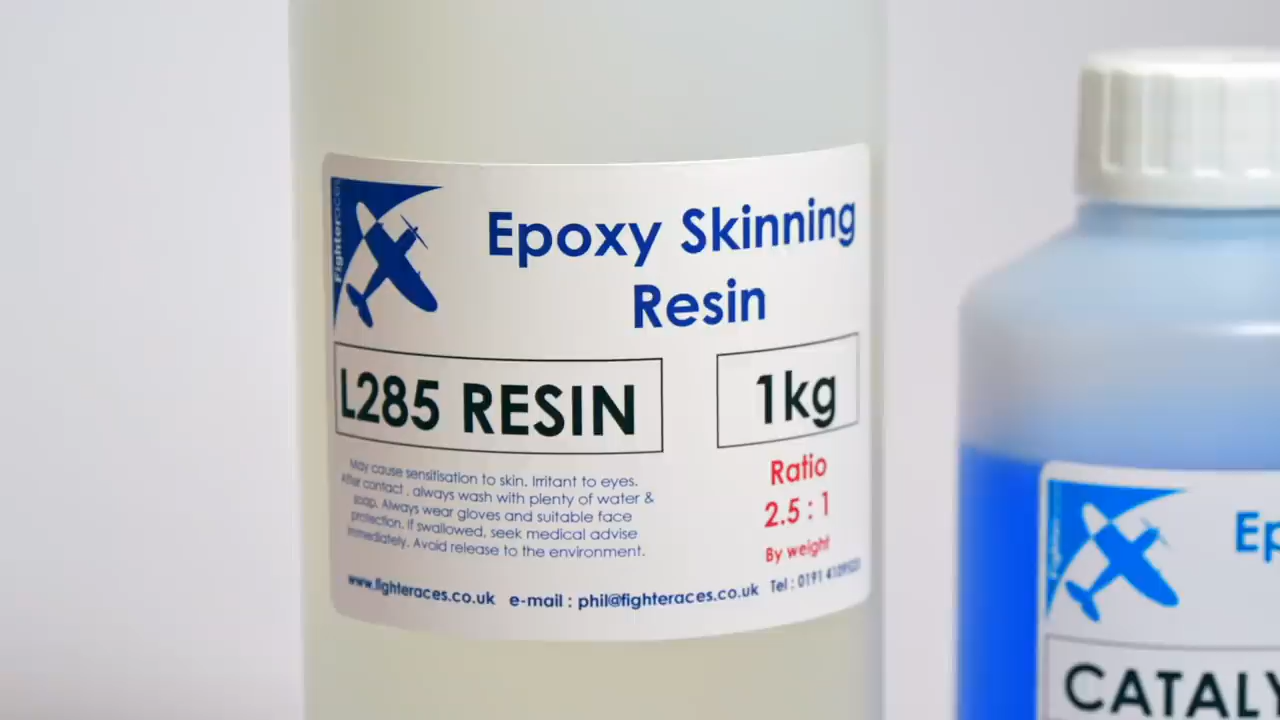 Fighteraces
Epoxy Skinning
Resin
L285 RESIN
1kg
May cause sensitisation to skin. Irritant to eyes.
After contact , always wash with plenty of water &
soap. Always wear gloves and suitable face
protection. If swallowed, seek medical advise
immediately. Avoid release to the environment.
Ratio
2.5 : 1
By weight
www.fighteraces.co.uk e-mail : phil@fighteraces.co.uk Tel : 0191
Ep
CATALY